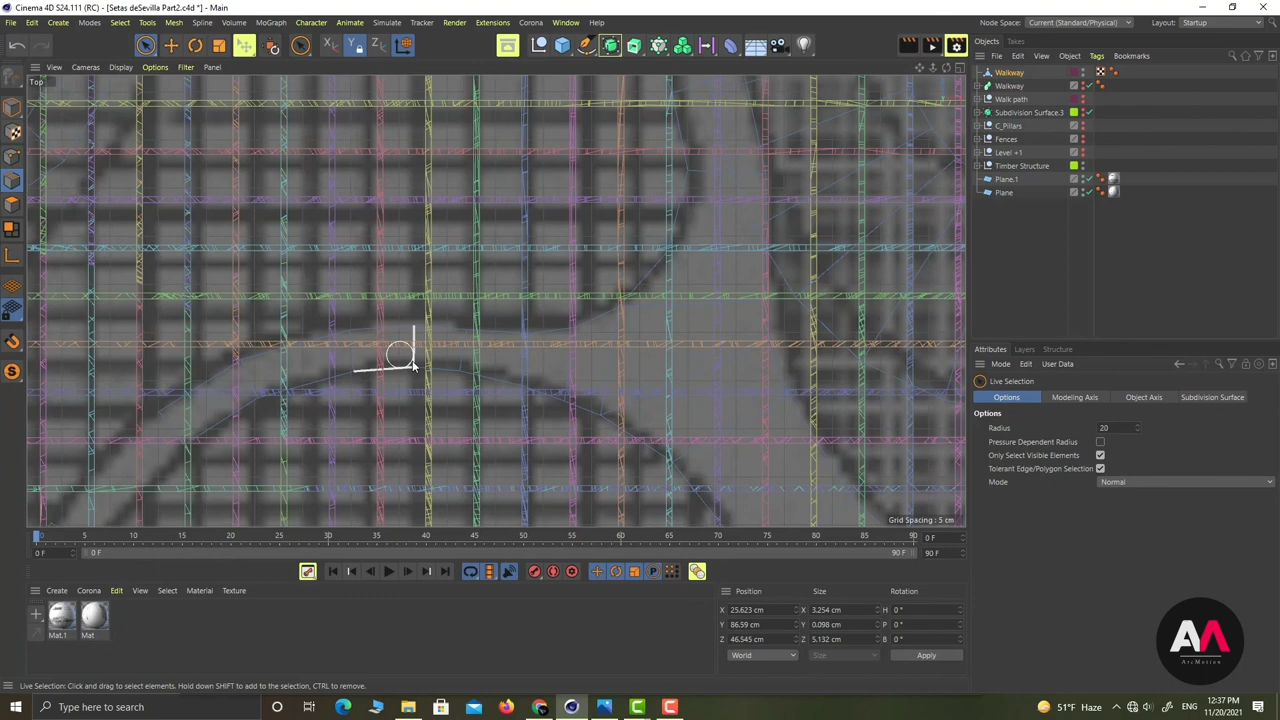 Cinema 4D S24.111 (RC) - [Setas deSevilla Part2.c4d *] - Main
File Edit Create Modes Select Tools Mesh Spline Volume MoGraph Character Animate Simulate Tracker Render Extensions Corona Window Help
Node Space: Current (Standard/Physical) Layout: Startup
Objects Takes
View Cameras Display Options Filter Panel
File Edit View Object Tags Bookmarks
Top
Walkway
Walkway
Walk path
Subdivision Surface.3
C_Pillars
Fences
Level +1
Timber Structure
Plane.1
Plane
Attributes Layers Structure
Mode Edit User Data
Live Selection
Options Modeling Axis Object Axis Subdivision Surface
Options
Radius 20
Pressure Dependent Radius
Only Select Visible Elements
Tolerant Edge/Polygon Selection
Mode Normal
Grid Spacing : 5 cm
0 5 10 15 20 25 30 35 40 45 50 55 60 65 70 75 80 85 90 0 F
0 F 0 F 90 F 90 F
Create Corona Edit View Select Material Texture
Position Size Rotation
Mat.1 Mat
X 25.623 cm X 3.254 cm H 0 °
Y 86.59 cm Y 0.098 cm P 0 °
Z 46.545 cm Z 5.132 cm B 0 °
World Size Apply
AM
ArcMotion
Live Selection: Click and drag to select elements. Hold down SHIFT to add to the selection, CTRL to remove.
Type here to search
51°F Haze ENG 12:37 PM
11/20/2021